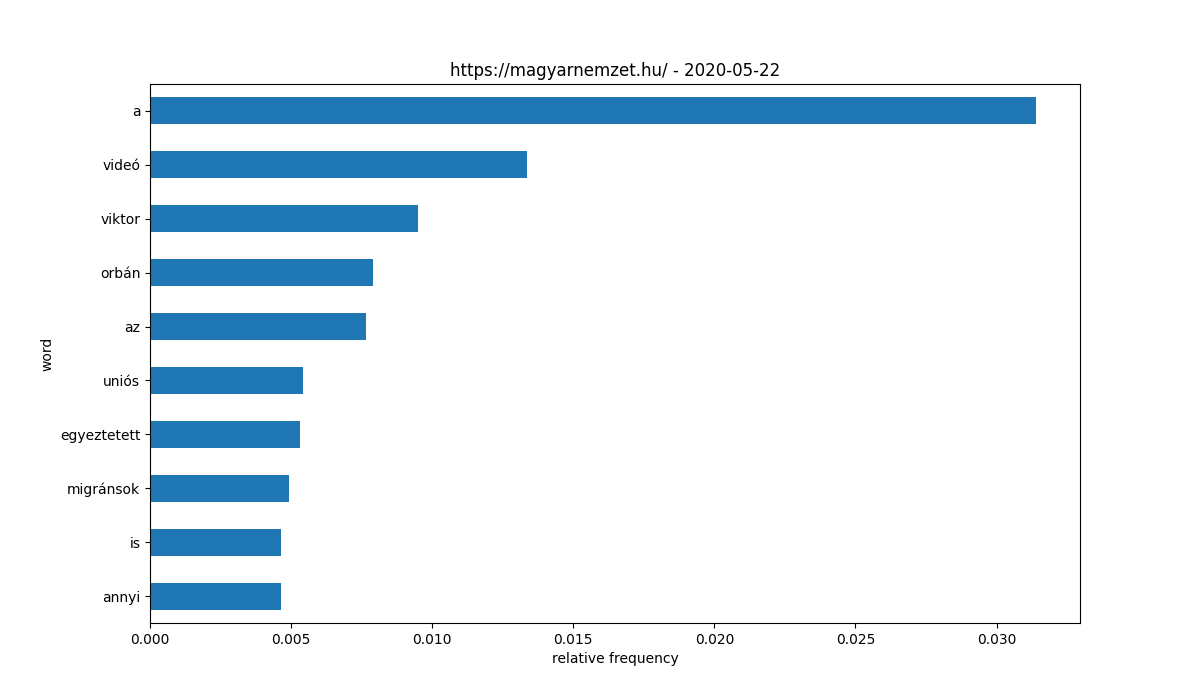 https://magyarnemzet.hu/ - 2020-05-22
a
videó
viktor
orbán
az
uniós
egyeztetett
migránsok
is
annyi
word
0.000 0.005 0.010 0.015 0.020 0.025 0.030
relative frequency